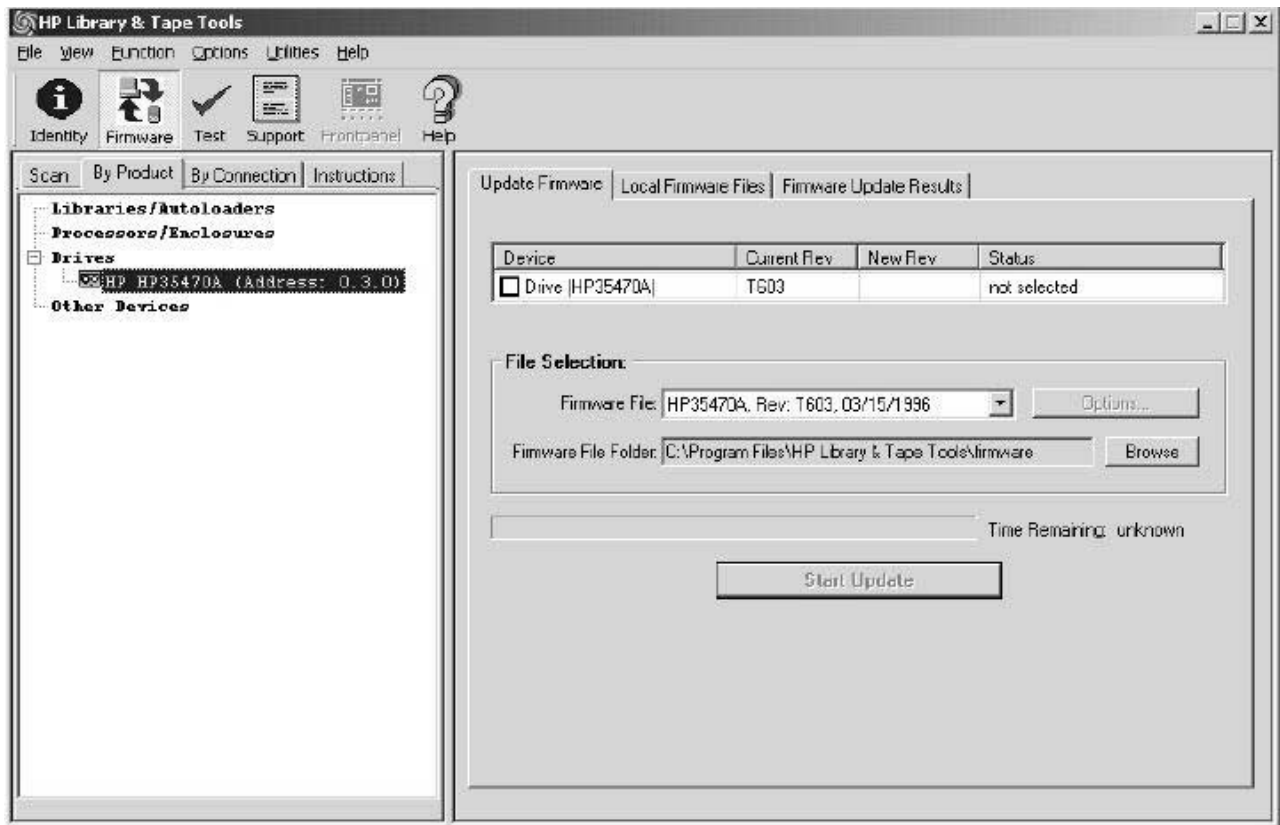 HP Library & Tape Tools
File View Function Options Utilities Help
Identity Firmware Test Support Frontpanel Help
Scan By Product By Connection Instructions
Libraries/Autoloaders
Processors/Enclosures
Drives
HP HP35470A (Address: 0.3.0)
Other Devices
Update Firmware Local Firmware Files Firmware Update Results
Device Current Rev New Rev Status
Drive [HP35470A] T603 not selected
File Selection:
Firmware File: HP35470A, Rev: T603, 03/15/1996 Options...
Firmware File Folder: C:\Program Files\HP Library & Tape Tools\firmware Browse
Time Remaining: unknown
Start Update